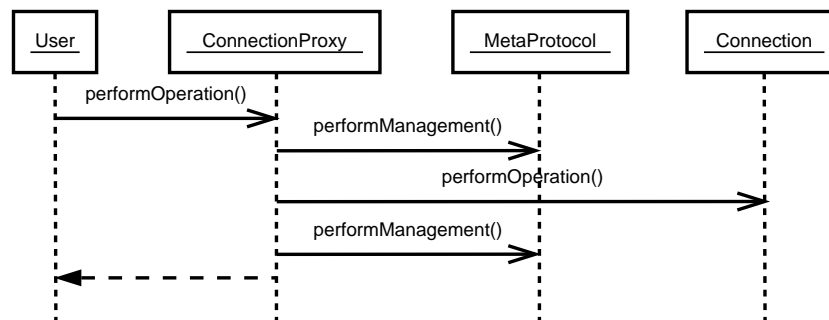 User
ConnectionProxy
MetaProtocol
Connection
performOperation()
performManagement()
performOperation()
performManagement()